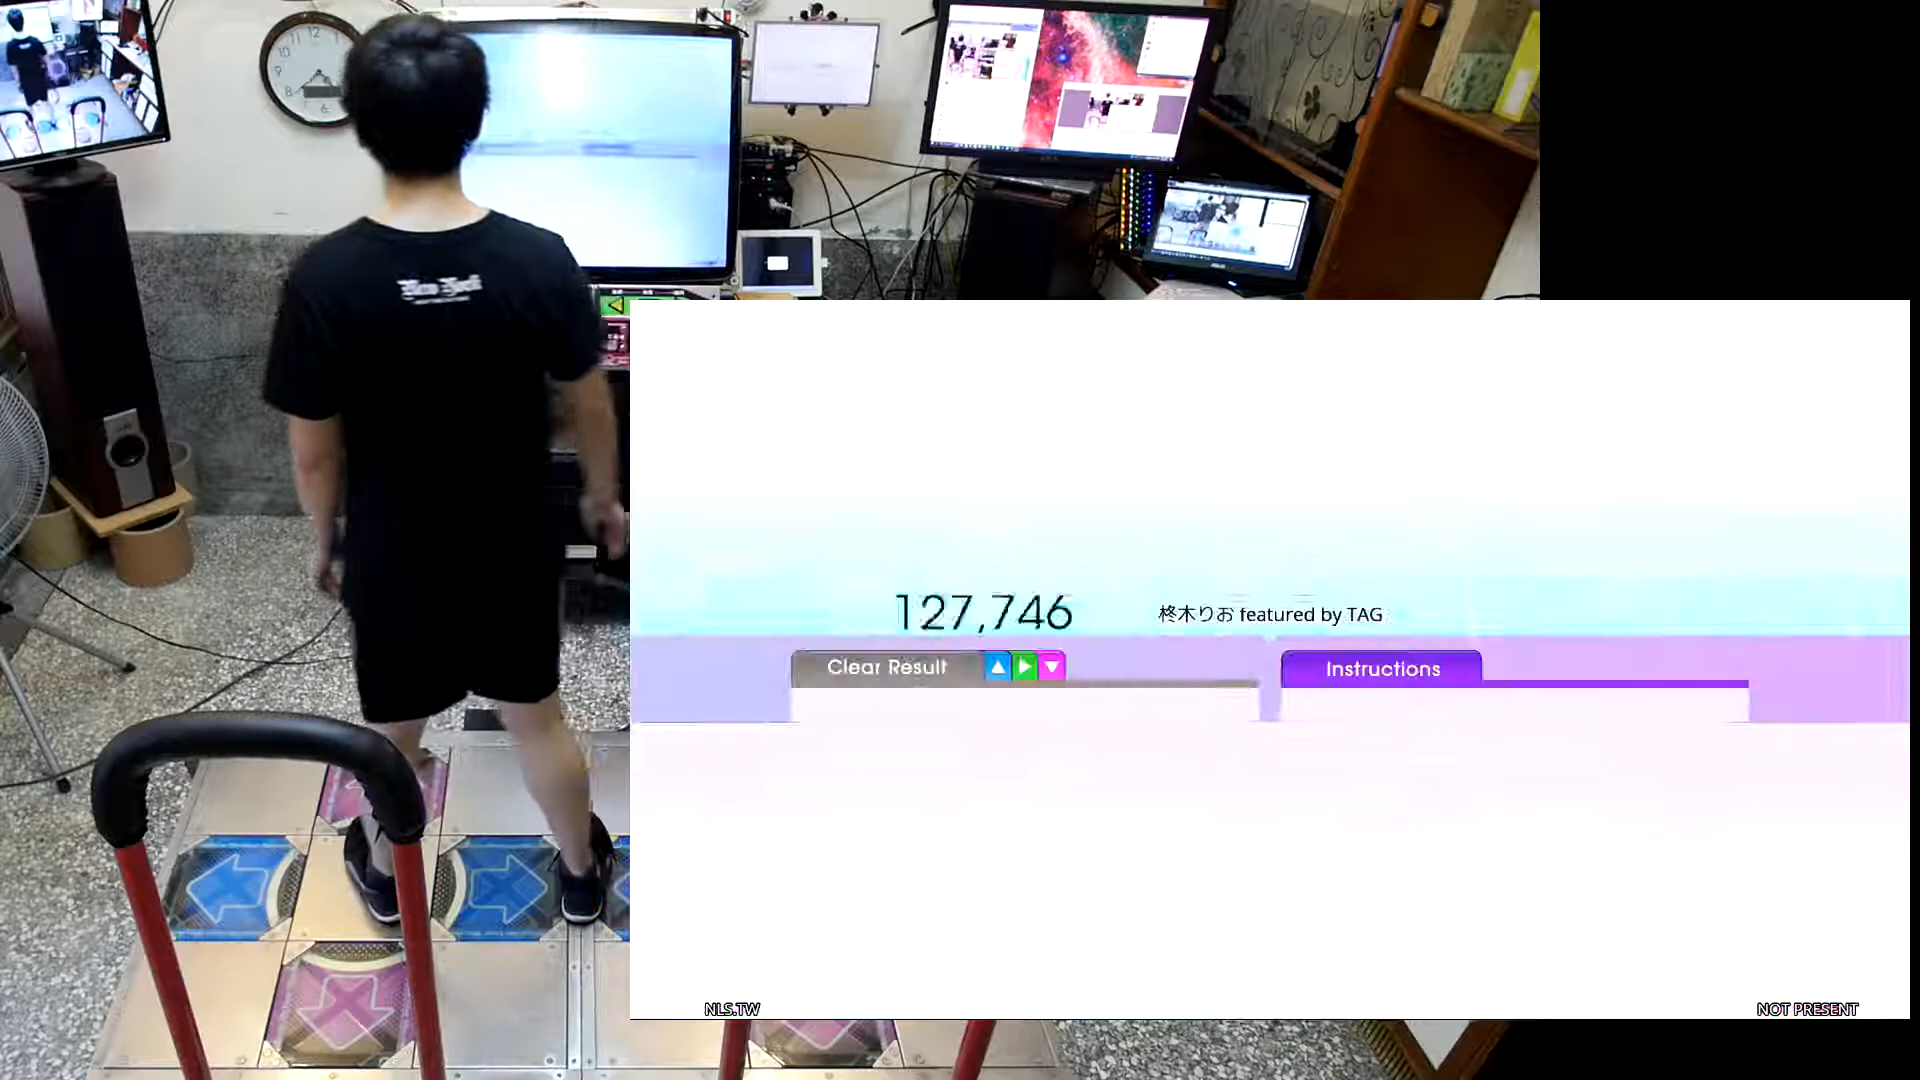 127,746
柊木りお featured by TAG
Clear Result
Instructions
NLS.TW
NOT PRESENT